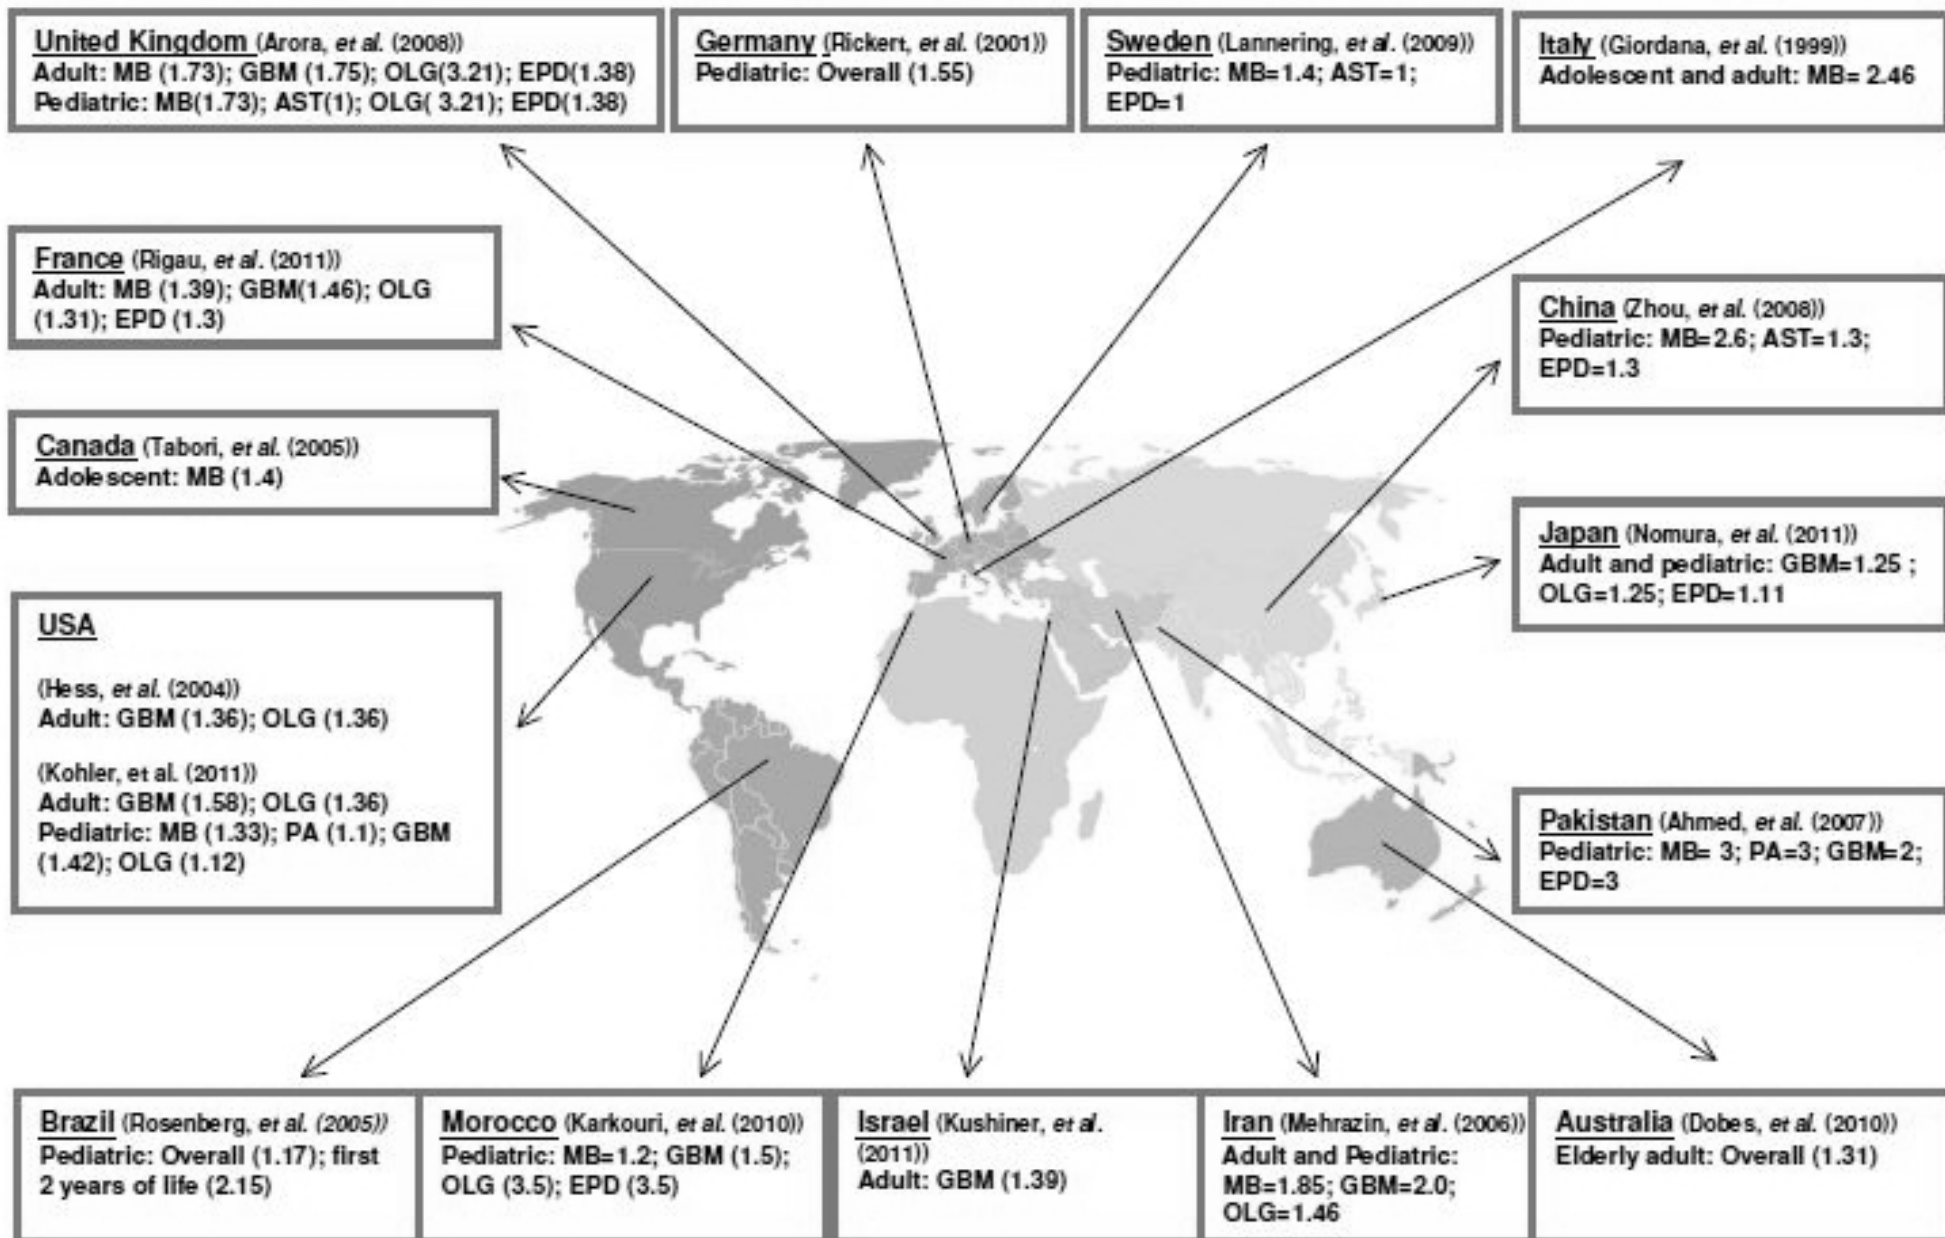 United Kingdom (Arora, et al. (2008))
Adult: MB (1.73); GBM (1.75); OLG(3.21); EPD(1.38)
Pediatric: MB(1.73); AST(1); OLG( 3.21); EPD(1.38)
Germany (Rickert, et al. (2001))
Pediatric: Overall (1.55)
Sweden (Lannering, et al. (2009))
Pediatric: MB=1.4; AST=1;
EPD=1
Italy (Giordana, et al. (1999))
Adolescent and adult: MB= 2.46
France (Rigau, et al. (2011)
Adult: MB (1.39); GBM(1.46); OLG
(1.31); EPD (1.3)
China (Zhou, et al. (2008))
Pediatric: MB=2.6; AST=1.3;
EPD=1.3
Canada (Tabori, et al. (2005))
Adolescent: MB (1.4)
Japan (Nomura, et al. (2011))
Adult and pediatric: GBM=1.25 ;
OLG=1.25; EPD=1.11
USA
(Hess, et al. (2004))
Adult: GBM (1.36); OLG (1.36)
(Kohler, et al. (2011))
Adult: GBM (1.58); OLG (1.36)
Pediatric: MB (1.33); PA (1.1); GBM
(1.42); OLG (1.12)
Pakistan (Ahmed, et al. (2007))
Pediatric: MB= 3; PA=3; GBM=2;
EPD=3
Brazil (Rosenberg, et al. (2005))
Pediatric: Overall (1.17); first
2 years of life (2.15)
Morocco (Karkouri, et al. (2010))
Pediatric: MB=1.2; GBM (1.5);
OLG (3.5); EPD (3.5)
Israel (Kushiner, et al.
(2011))
Adult: GBM (1.39)
Iran (Mehrazin, et al. (2006))
Adult and Pediatric:
MB=1.85; GBM=2.0;
OLG=1.46
Australia (Dobes, et al. (2010))
Elderly adult: Overall (1.31)